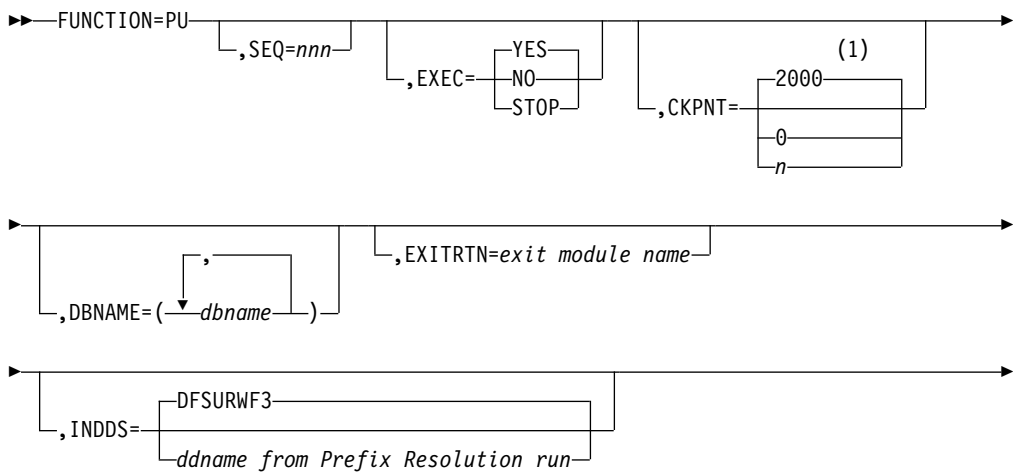 FUNCTION=PU
,SEQ=nnn
,EXEC=
YES
NO
STOP
,CKPNT=
(1)
2000
0
n
,DBNAME=(
,
dbname
)
,EXITRTN=exit module name
,INDDS=
DFSURWF3
ddname from Prefix Resolution run